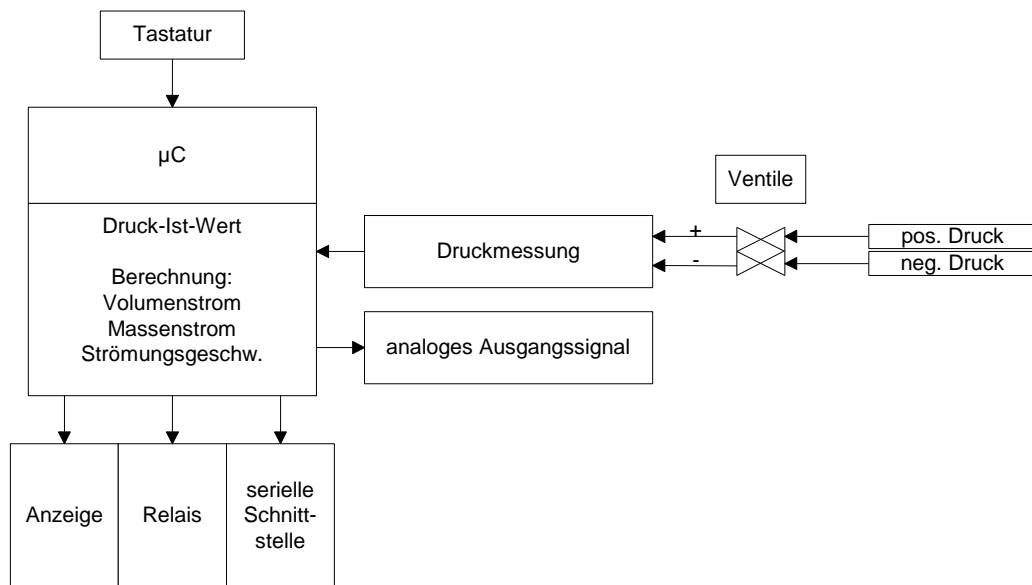 Tastatur
µC
Ventile
Druck-Ist-Wert
Berechnung:
Volumenstrom
Massenstrom
Strömungsgeschw.
Druckmessung
+
-
pos. Druck
neg. Druck
analoges Ausgangssignal
Anzeige
Relais
serielle
Schnitt-
stelle